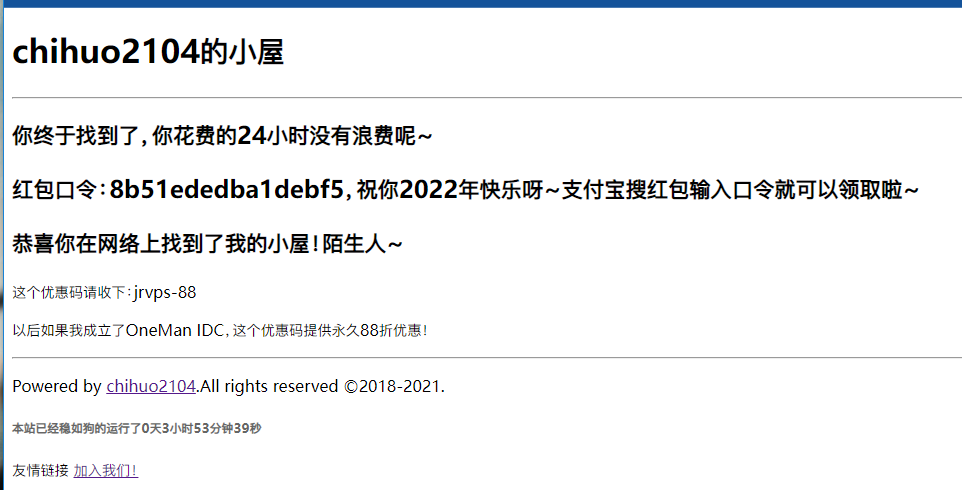 chihuo2104的小屋
你终于找到了,你花费的24小时没有浪费呢~
红包口令:8b51ededba1debf5,祝你2022年快乐呀~支付宝搜红包输入口令就可以领取啦~
恭喜你在网络上找到了我的小屋!陌生人~
这个优惠码请收下:jrvps-88
以后如果我成立了OneMan IDC,这个优惠码提供永久88折优惠!
Powered by chihuo2104.All rights reserved ©2018-2021.
本站已经稳如狗的运行了0天3小时53分钟39秒
友情链接 加入我们!